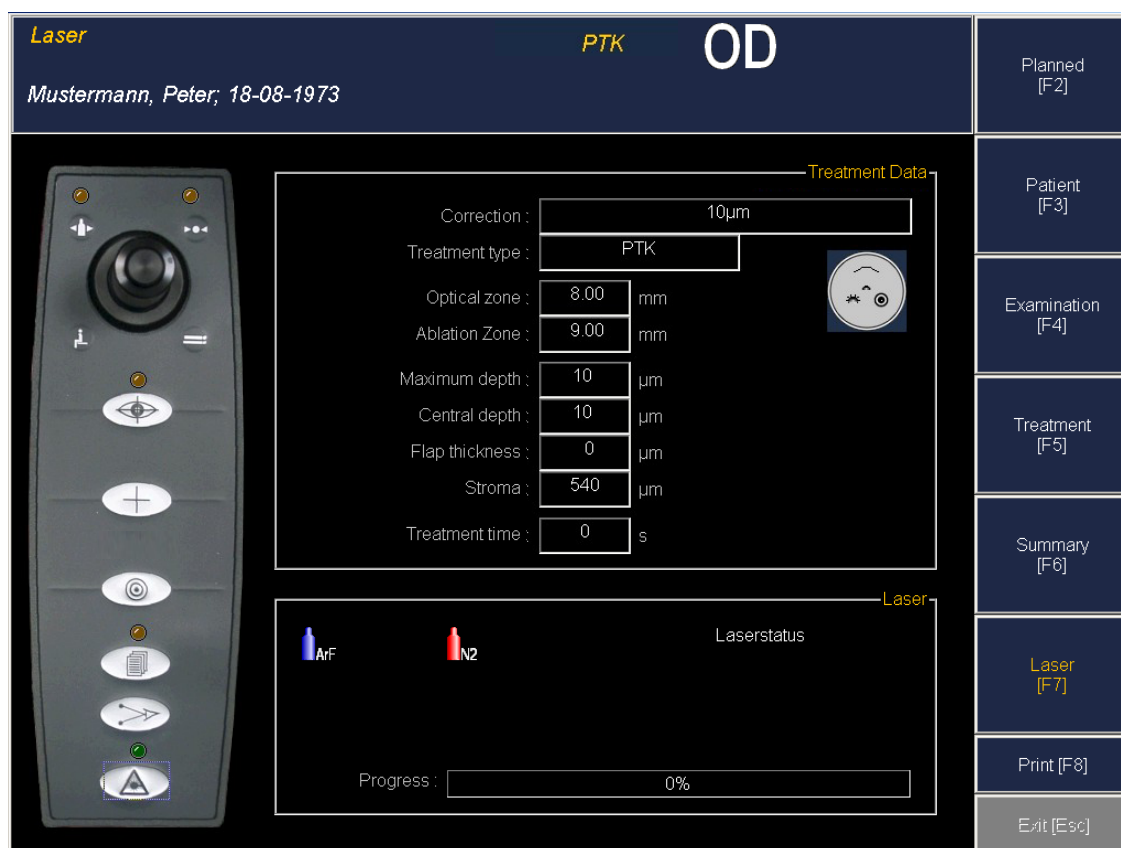 Laser
PTK
OD
Mustermann, Peter; 18-08-1973
Planned
[F2]
Patient
[F3]
Examination
[F4]
Treatment
[F5]
Summary
[F6]
Laser
[F7]
Print [F8]
Exit [Esc]
Treatment Data
Correction : 10µm
Treatment type : PTK
Optical zone : 8.00 mm
Ablation Zone : 9.00 mm
Maximum depth : 10 µm
Central depth : 10 µm
Flap thickness : 0 µm
Stroma : 540 µm
Treatment time : 0 s
Laser
ArF
N2
Laserstatus
Progress : 0%